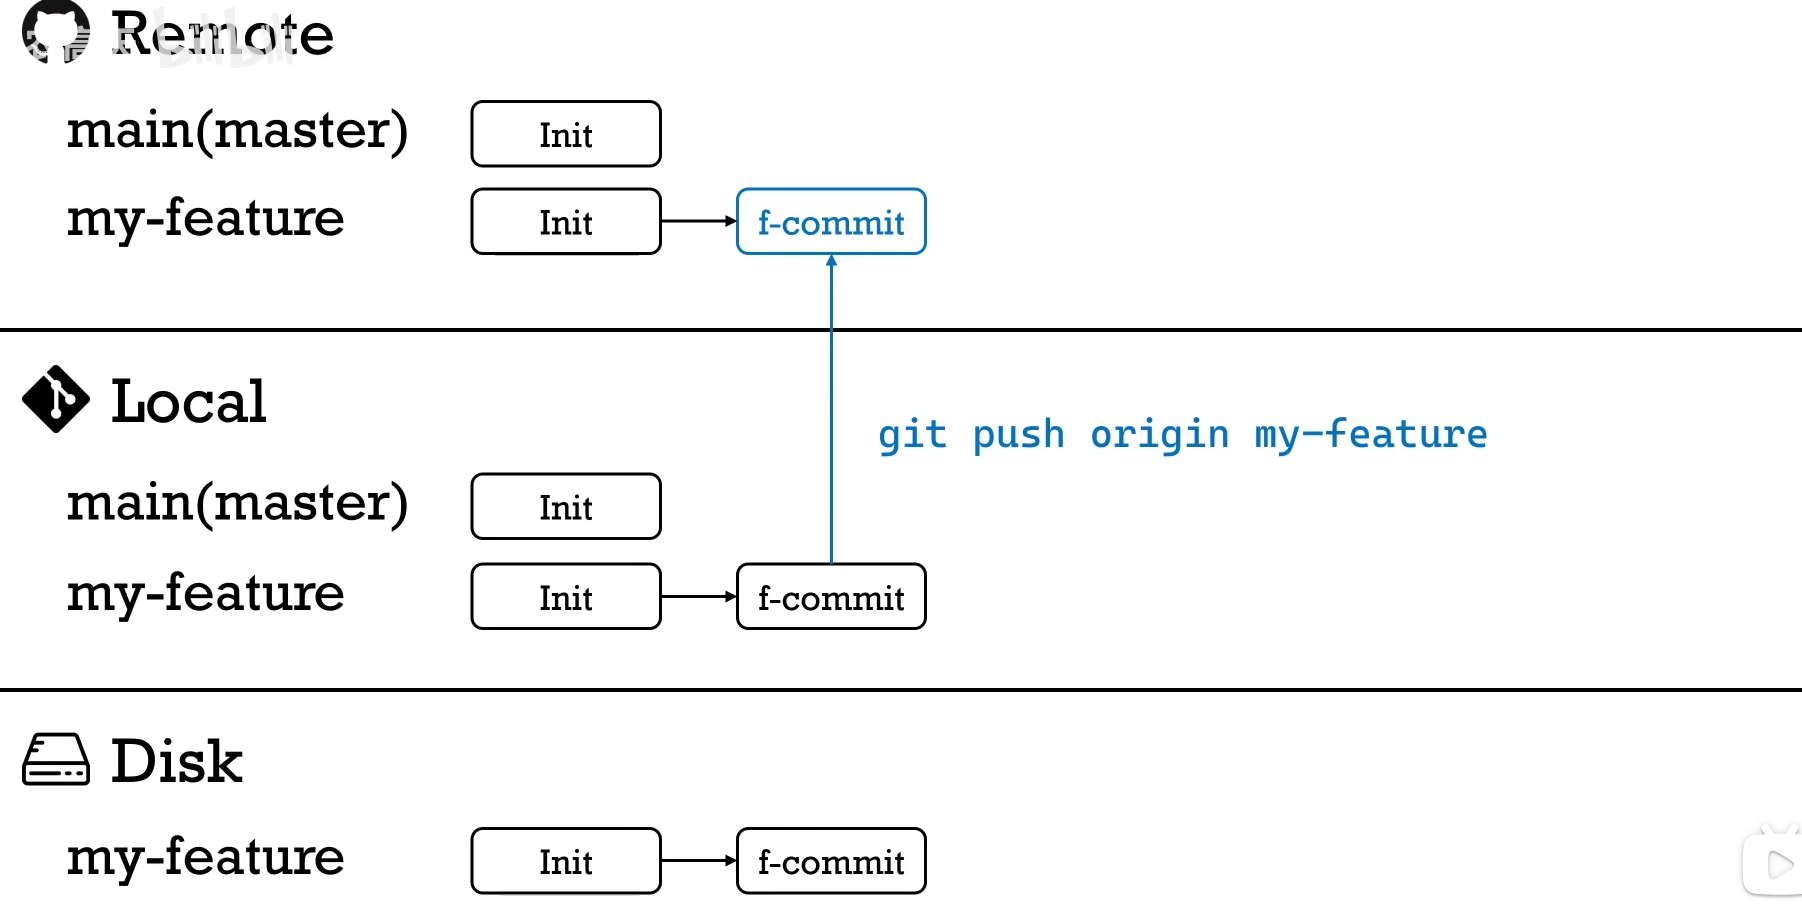 Remote
main(master) Init
my-feature Init f-commit
Local
git push origin my-feature
main(master) Init
my-feature Init f-commit
Disk
my-feature Init f-commit